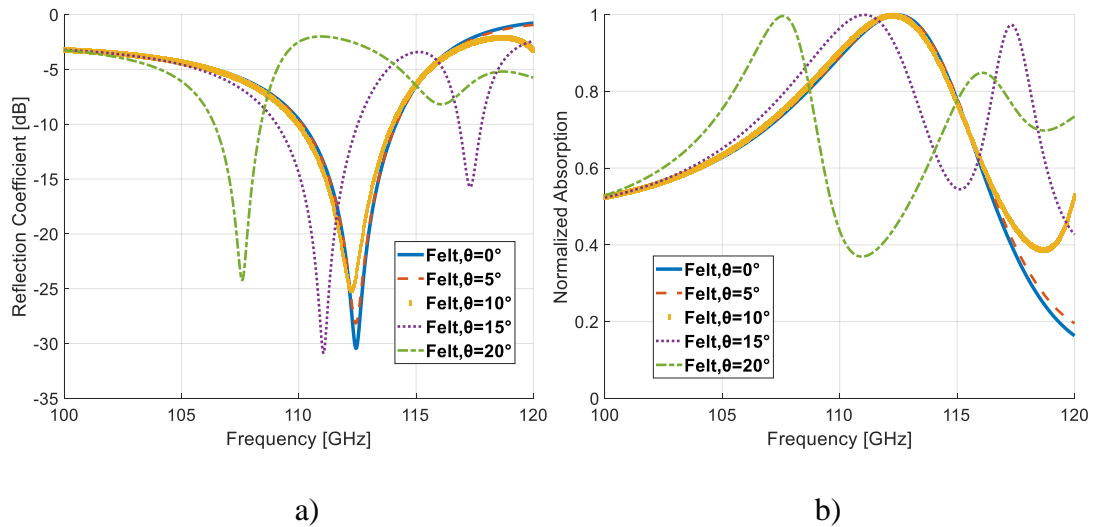 0
-5
-10
-15
-20
-25
-30
-35
Reflection Coefficient [dB]
Felt,θ=0°
Felt,θ=5°
Felt,θ=10°
Felt,θ=15°
Felt,θ=20°
100
105
110
115
120
Frequency [GHz]
a)
1
0.8
0.6
0.4
0.2
0
Normalized Absorption
Felt,θ=0°
Felt,θ=5°
Felt,θ=10°
Felt,θ=15°
Felt,θ=20°
100
105
110
115
120
Frequency [GHz]
b)